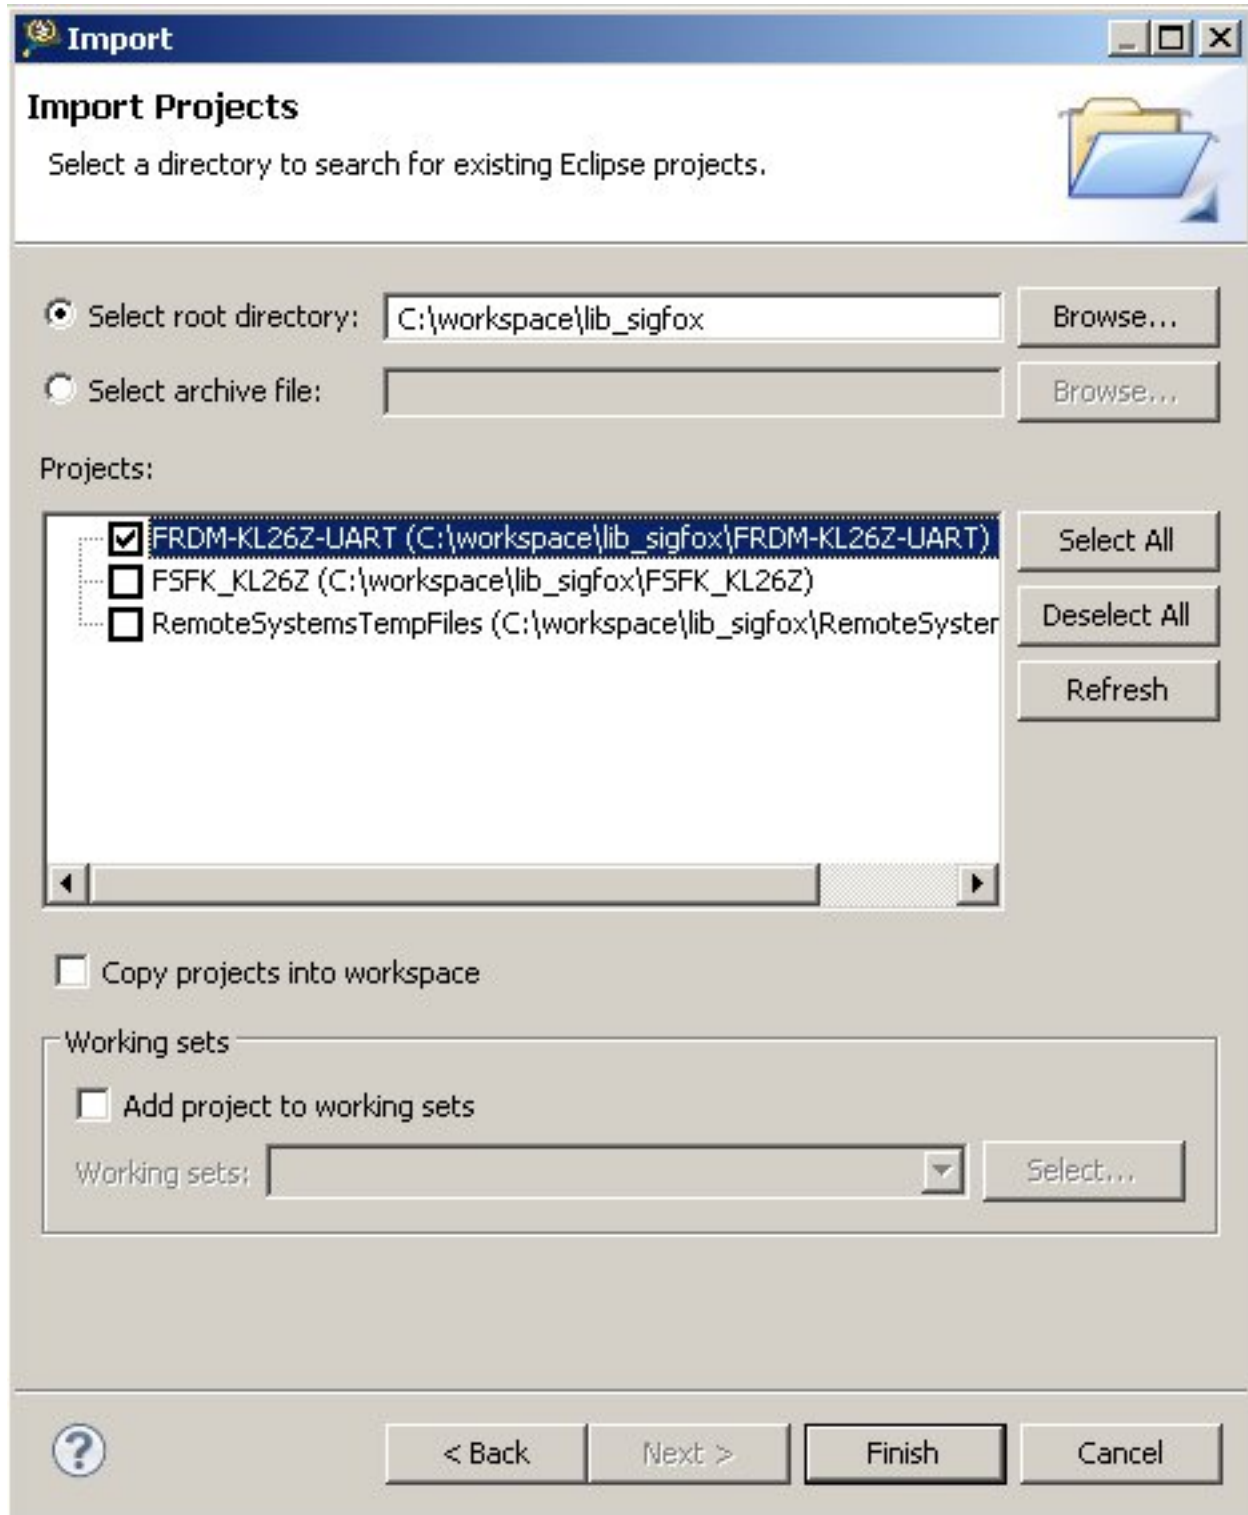 Import
Import Projects
Select a directory to search for existing Eclipse projects.
Select root directory: C:\workspace\lib_sigfox Browse...
Select archive file: Browse...
Projects:
FRDM-KL26Z-UART (C:\workspace\lib_sigfox\FRDM-KL26Z-UART) Select All
FSFK_KL26Z (C:\workspace\lib_sigfox\FSFK_KL26Z)
Deselect All
RemoteSystemsTempFiles (C:\workspace\lib_sigfox\RemoteSyster
Refresh
Copy projects into workspace
Working sets
Add project to working sets
Working sets: Select...
? < Back Next > Finish Cancel